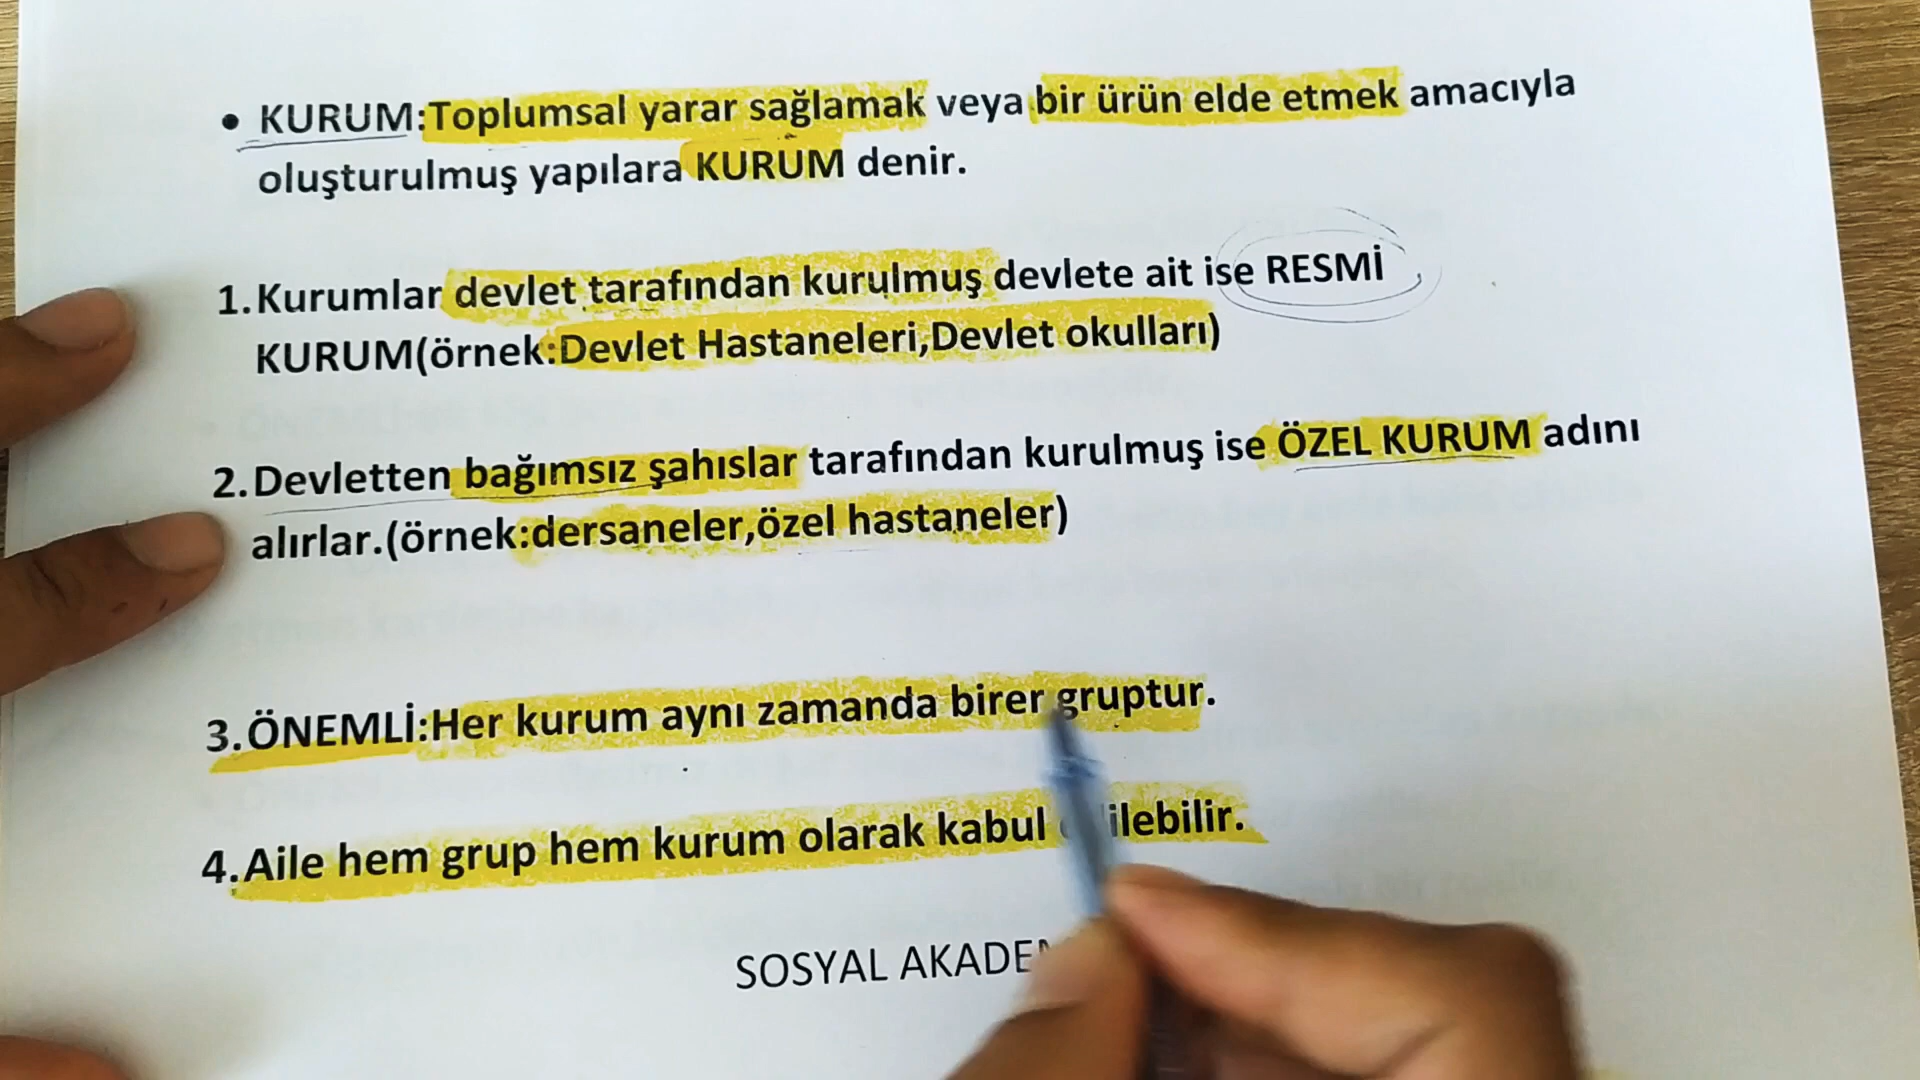 • KURUM:Toplumsal yarar sağlamak veya bir ürün elde etmek amacıyla
oluşturulmuş yapılara KURUM denir.
1.Kurumlar devlet tarafından kurulmuş devlete ait ise RESMİ
KURUM(örnek:Devlet Hastaneleri,Devlet okulları)
2.Devletten bağımsız şahıslar tarafından kurulmuş ise ÖZEL KURUM adını
alırlar.(örnek:dersaneler,özel hastaneler)
3.ÖNEMLİ:Her kurum aynı zamanda birer gruptur.
4.Aile hem grup hem kurum olarak kabul
SOSYAL